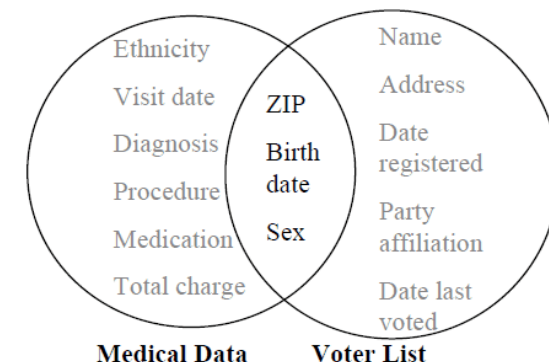 Ethnicity
Visit date
Diagnosis
Procedure
Medication
Total charge
ZIP
Birth
date
Sex
Name
Address
Date
registered
Party
affiliation
Date last
voted
Medical Data
Voter List